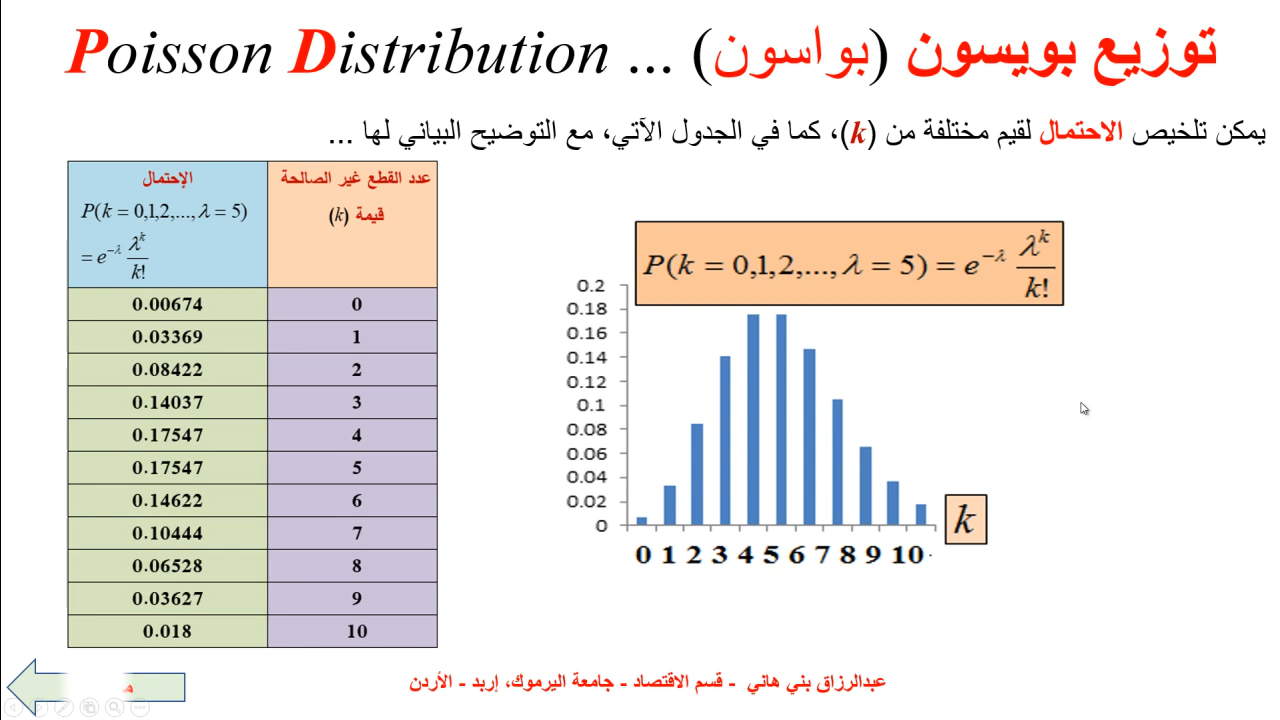 توزيع بويسون (بواسون) ... Poisson Distribution
يمكن تلخيص الاحتمال لقيم مختلفة من (k)، كما في الجدول الآتي، مع التوضيح البياني لها ...
عدد القطع غير الصالحة
قيمة (k)
الإحتمال
P(k = 0,1,2,..., λ = 5)
= e^{-λ} \frac{λ^k}{k!}
0 0.00674
1 0.03369
2 0.08422
3 0.14037
4 0.17547
5 0.17547
6 0.14622
7 0.10444
8 0.06528
9 0.03627
10 0.018
P(k = 0,1,2,..., λ = 5) = e^{-λ} \frac{λ^k}{k!}
0.2
0.18
0.16
0.14
0.12
0.1
0.08
0.06
0.04
0.02
0
0 1 2 3 4 5 6 7 8 9 10
k
عبدالرزاق بني هاني - قسم الاقتصاد - جامعة اليرموك، إربد - الأردن